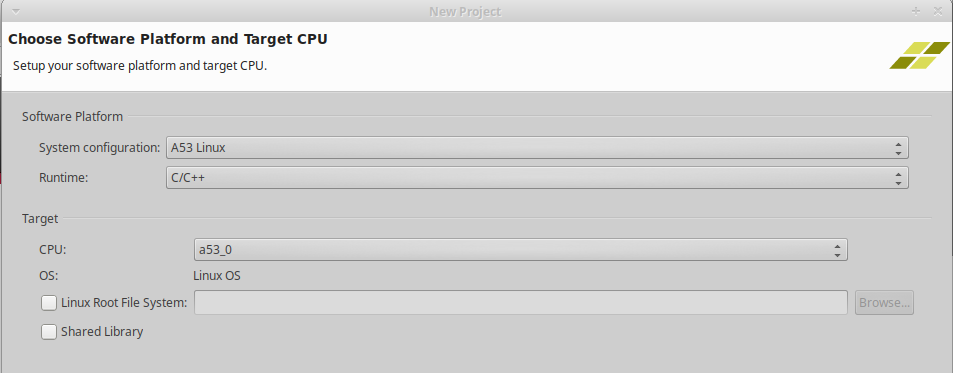 New Project
Choose Software Platform and Target CPU
Setup your software platform and target CPU.
Software Platform
System configuration: A53 Linux
Runtime: C/C++
Target
CPU: a53_0
OS: Linux OS
Linux Root File System: Browse...
Shared Library